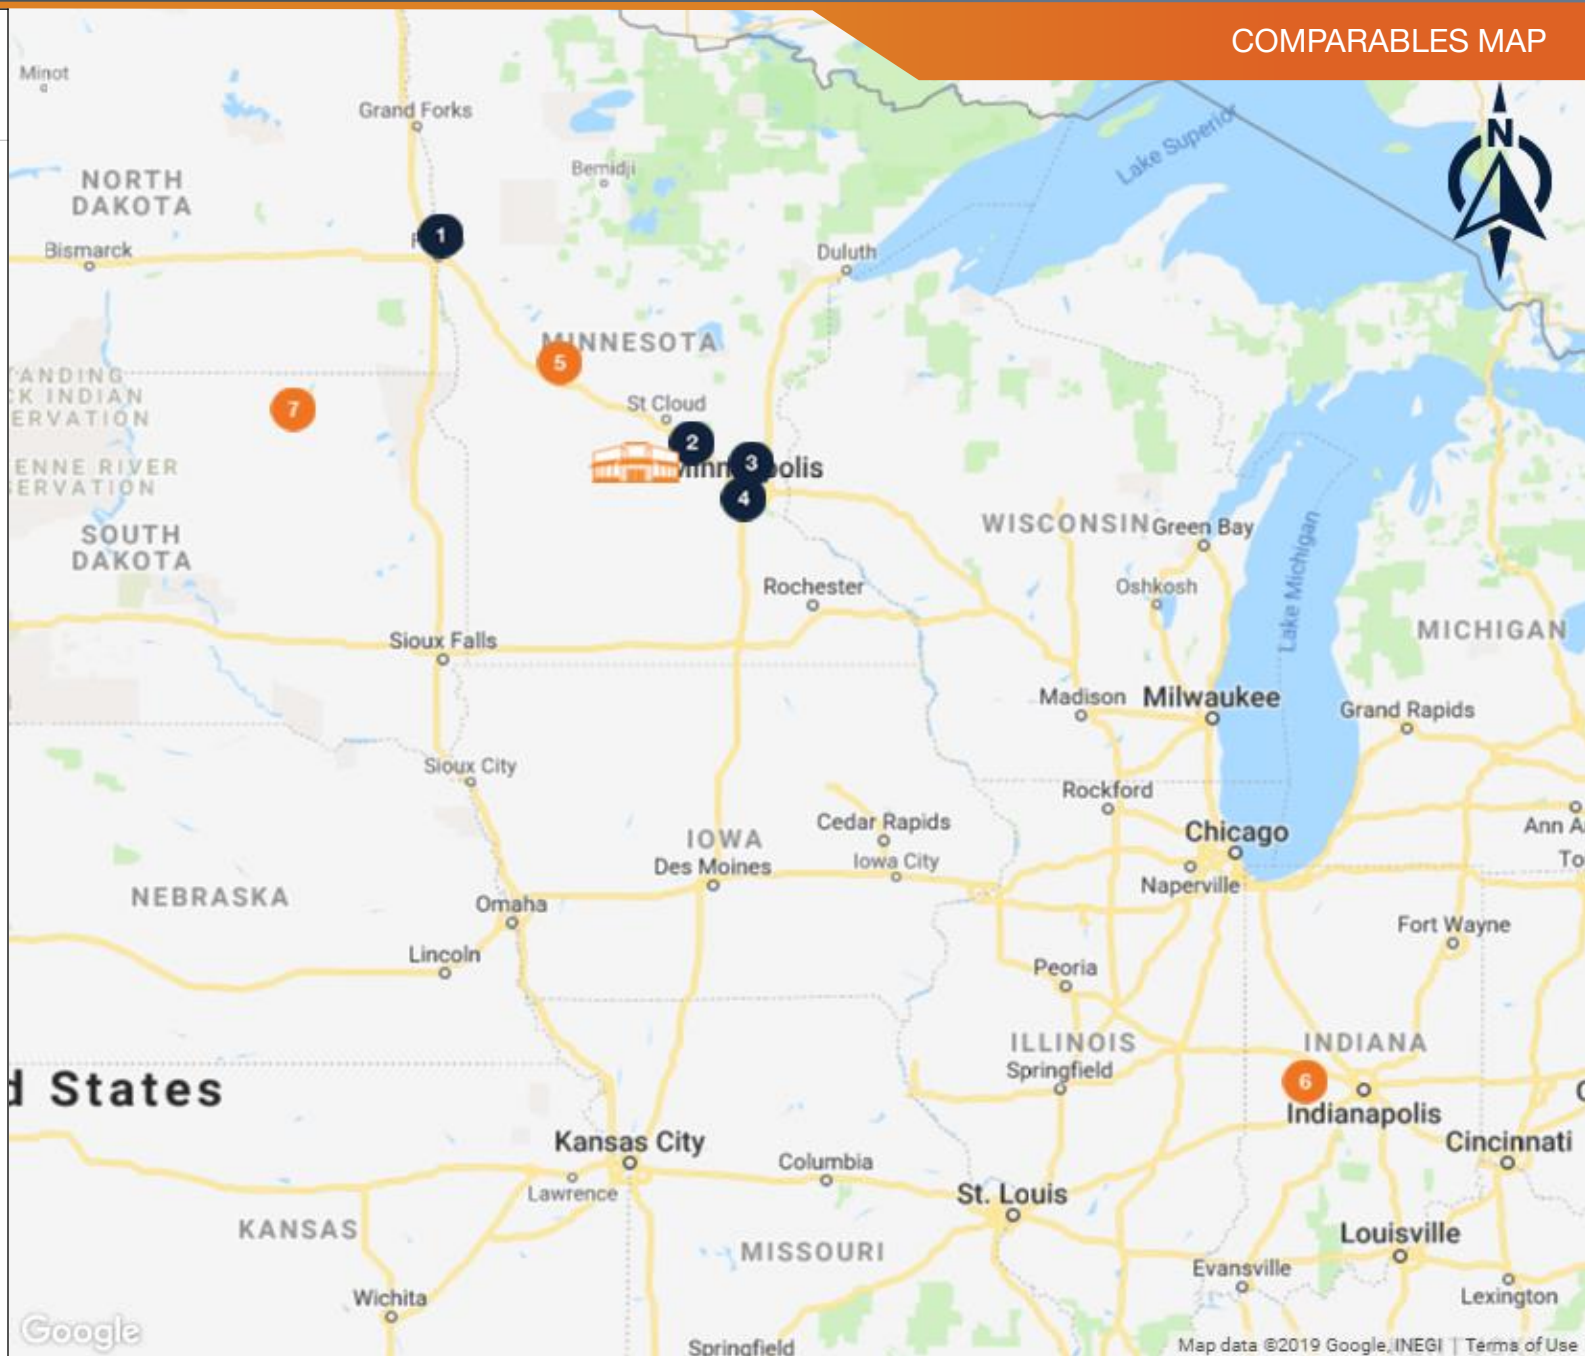 COMPARABLES MAP
N
Minot
Grand Forks
Bemidji
Lake Superior
NORTH
DAKOTA
Bismarck
1
Duluth
MINNESOTA
5
ANDING
CK INDIAN
ERVATION
7
St Cloud
2
3
4
ENNE RIVER
SERVATION
SOUTH
DAKOTA
WISCONSIN
Green Bay
Lake Michigan
Rochester
Oshkosh
MICHIGAN
Sioux Falls
Madison
Milwaukee
Grand Rapids
Sioux City
Rockford
Cedar Rapids
Chicago
Ann A
IOWA
Des Moines
Iowa City
To
Naperville
NEBRASKA
Omaha
Fort Wayne
Lincoln
Peoria
ILLINOIS
INDIANA
Springfield
6
d States
Indianapolis
Kansas City
Cincinnati
Columbia
Lawrence
St. Louis
KANSAS
MISSOURI
Louisville
Evansville
Wichita
Lexington
Google
Springfield
Map data ©2019 Google, INEGI | Terms of Use